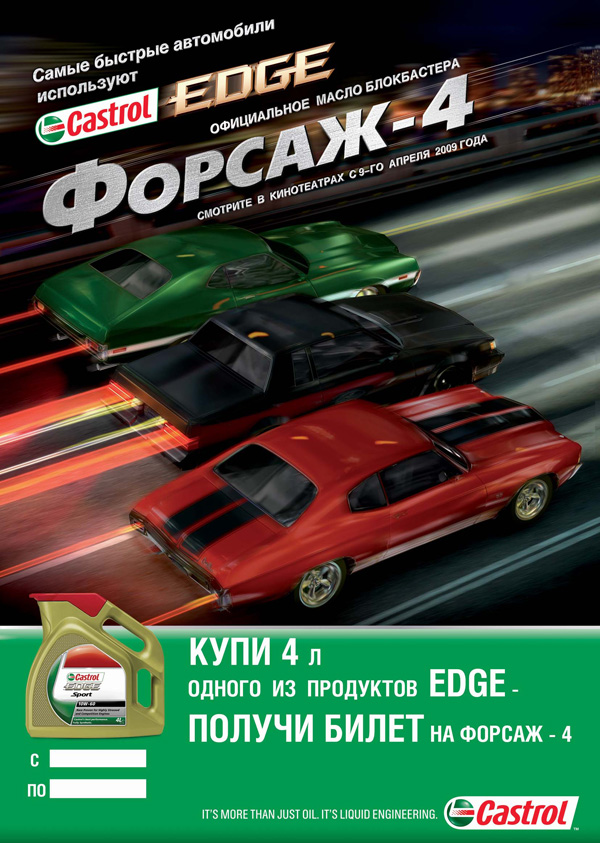 Самые быстрые автомобили
используют
Castrol EDGE
ОФИЦИАЛЬНОЕ МАСЛО БЛОКБАСТЕРА
ФОРСАЖ-4
СМОТРИТЕ В КИНОТЕАТРАХ С 9-ГО АПРЕЛЯ 2009 ГОДА
Castrol
EDGE
Sport
10W-60
4L
КУПИ 4 Л
ОДНОГО ИЗ ПРОДУКТОВ EDGE -
ПОЛУЧИ БИЛЕТ НА ФОРСАЖ - 4
С
ПО
IT'S MORE THAN JUST OIL. IT'S LIQUID ENGINEERING.
Castrol
TM